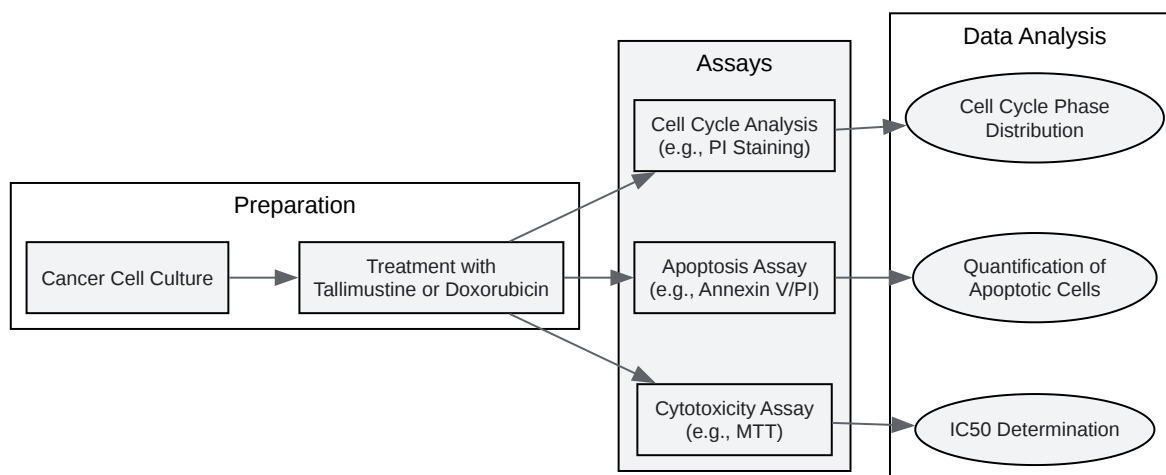 Preparation
Cancer Cell Culture
Treatment with
Tallimustine or Doxorubicin
Assays
Cell Cycle Analysis
(e.g., PI Staining)
Apoptosis Assay
(e.g., Annexin V/PI)
Cytotoxicity Assay
(e.g., MTT)
Data Analysis
Cell Cycle Phase
Distribution
Quantification of
Apoptotic Cells
IC50 Determination